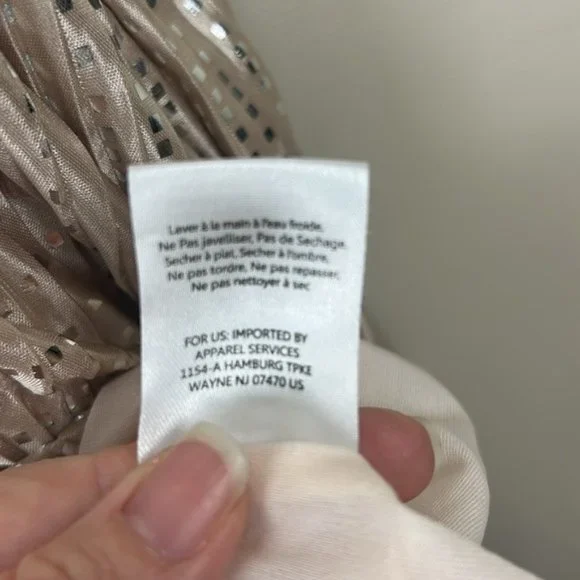 Lever à la main à l'eau froide,
Ne Pas javelliser, Pas de Sechage,
Secher à plat, Secher à l'ombre,
Ne pas tordre, Ne pas repasser,
Ne pas nettoyer à sec
FOR US: IMPORTED BY
APPAREL SERVICES
1154-A HAMBURG TPKE
WAYNE NJ 07470 US